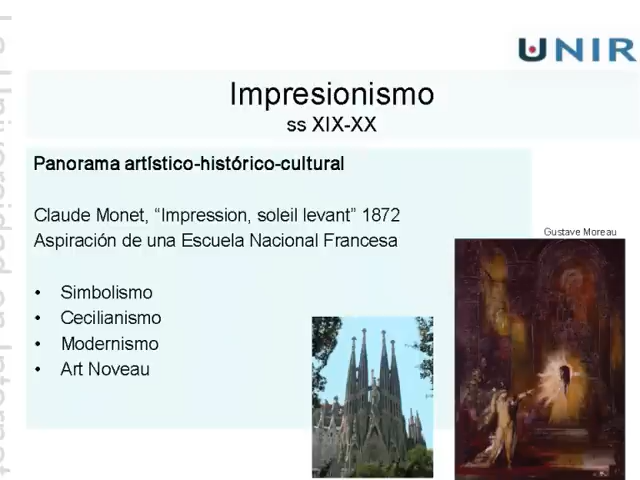 UNIR
Impresionismo
ss XIX-XX
Panorama artístico-histórico-cultural
Claude Monet, “Impression, soleil levant” 1872
Aspiración de una Escuela Nacional Francesa
Gustave Moreau
• Simbolismo
• Cecilianismo
• Modernismo
• Art Noveau